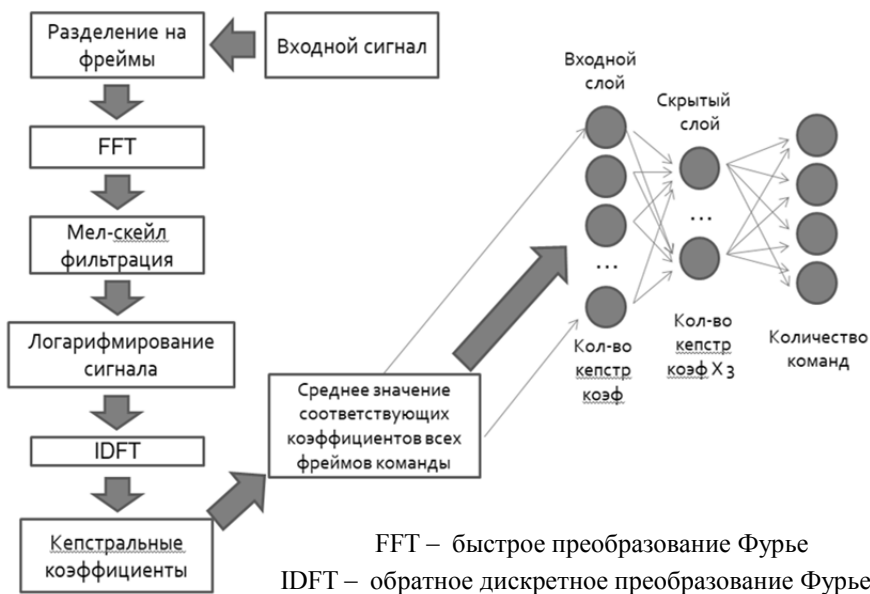 Входной сигнал
Разделение на
фреймы
FFT
Мел-скейл
фильтрация
Логарифмирование
сигнала
IDFT
Кепстральные
коэффициенты
Среднее значение
соответствующих
коэффициентов всех
фреймов команды
Входной
слой
...
Кол-во
кепстр
коэф
Скрытый
слой
...
Кол-во
кепстр
коэф X 3
Количество
команд
FFT – быстрое преобразование Фурье
IDFT – обратное дискретное преобразование Фурье